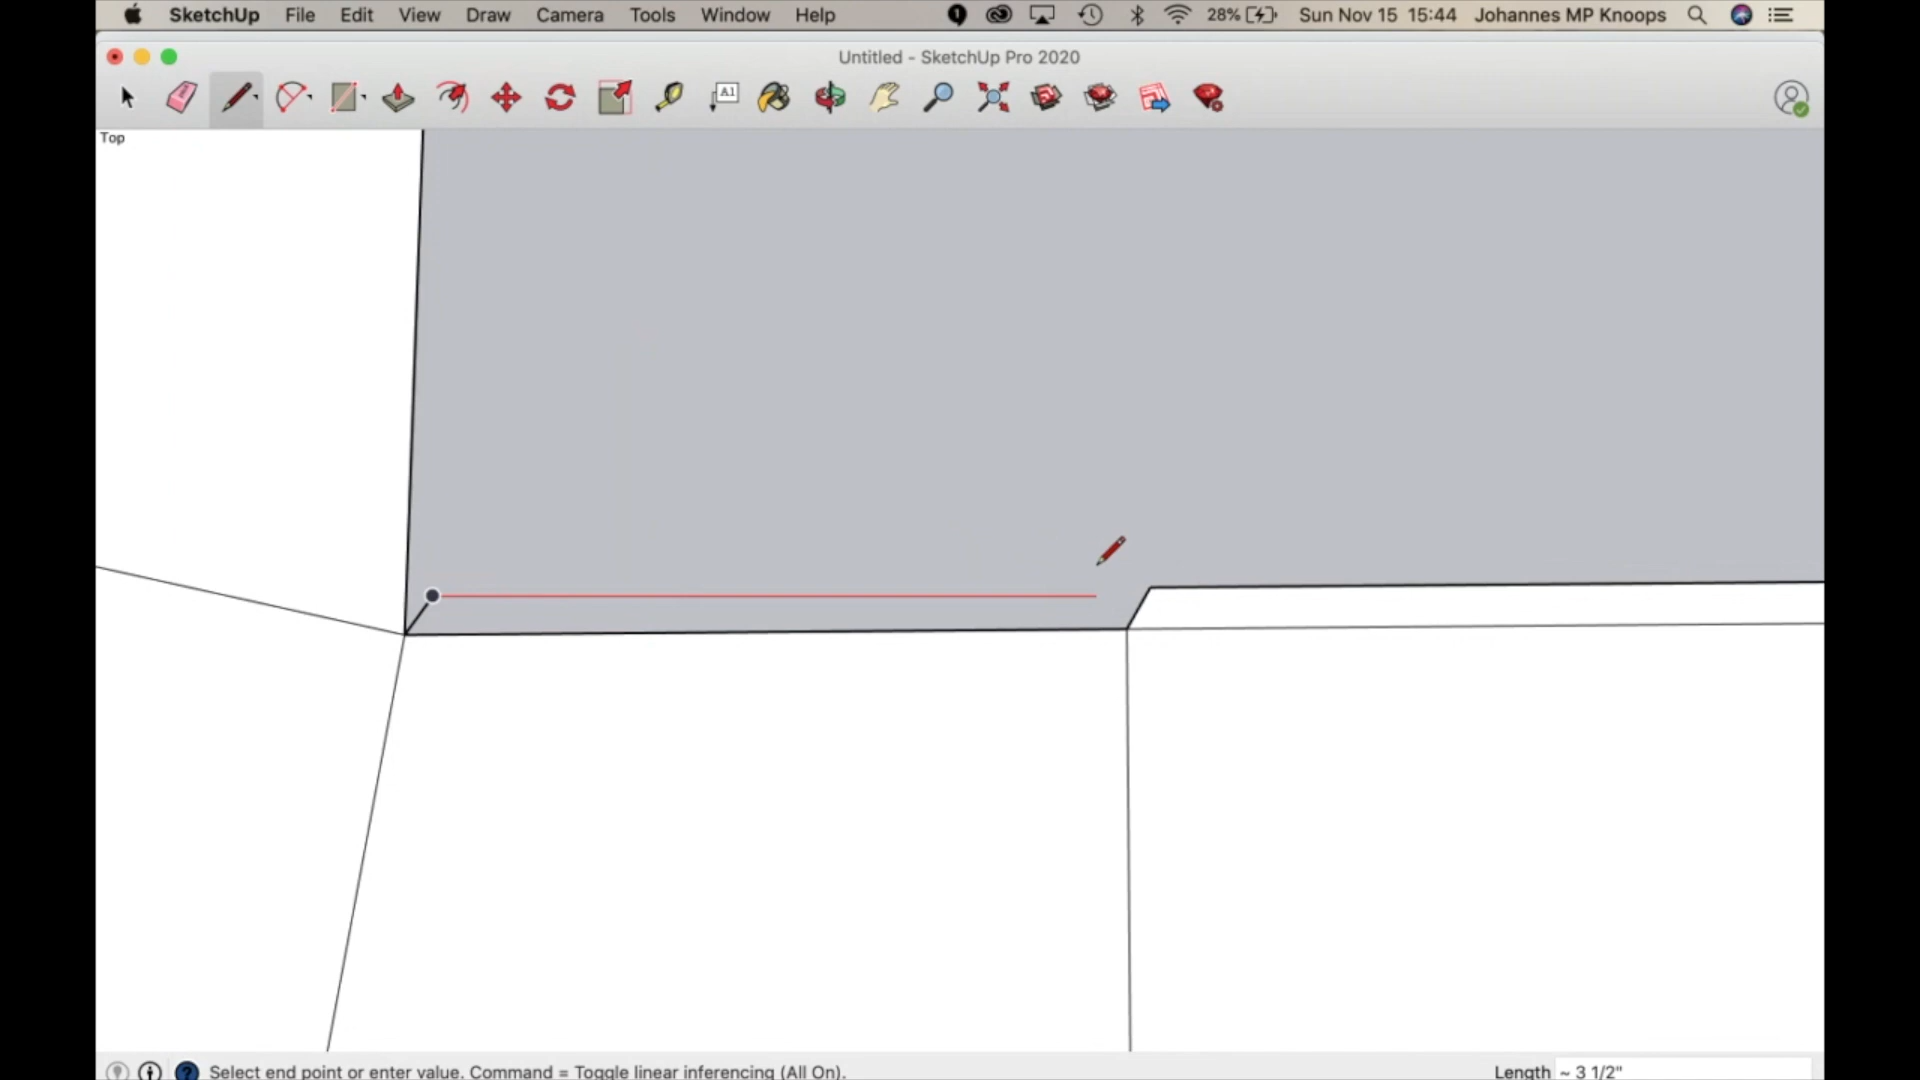 SketchUp File Edit View Draw Camera Tools Window Help 28% Sun Nov 15 15:44 Johannes MP Knoops
Untitled - SketchUp Pro 2020
A1
Top
Select end point or enter value. Command = Toggle linear inferencing (All On). Length ~ 3 1/2"